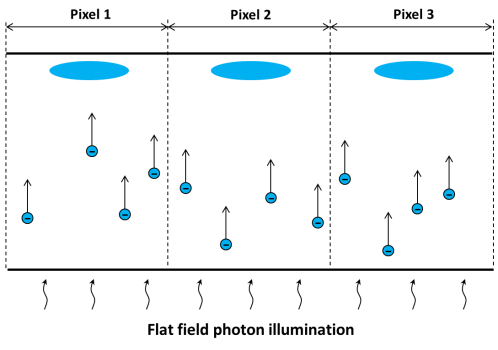 Pixel 1
Pixel 2
Pixel 3
Flat field photon illumination